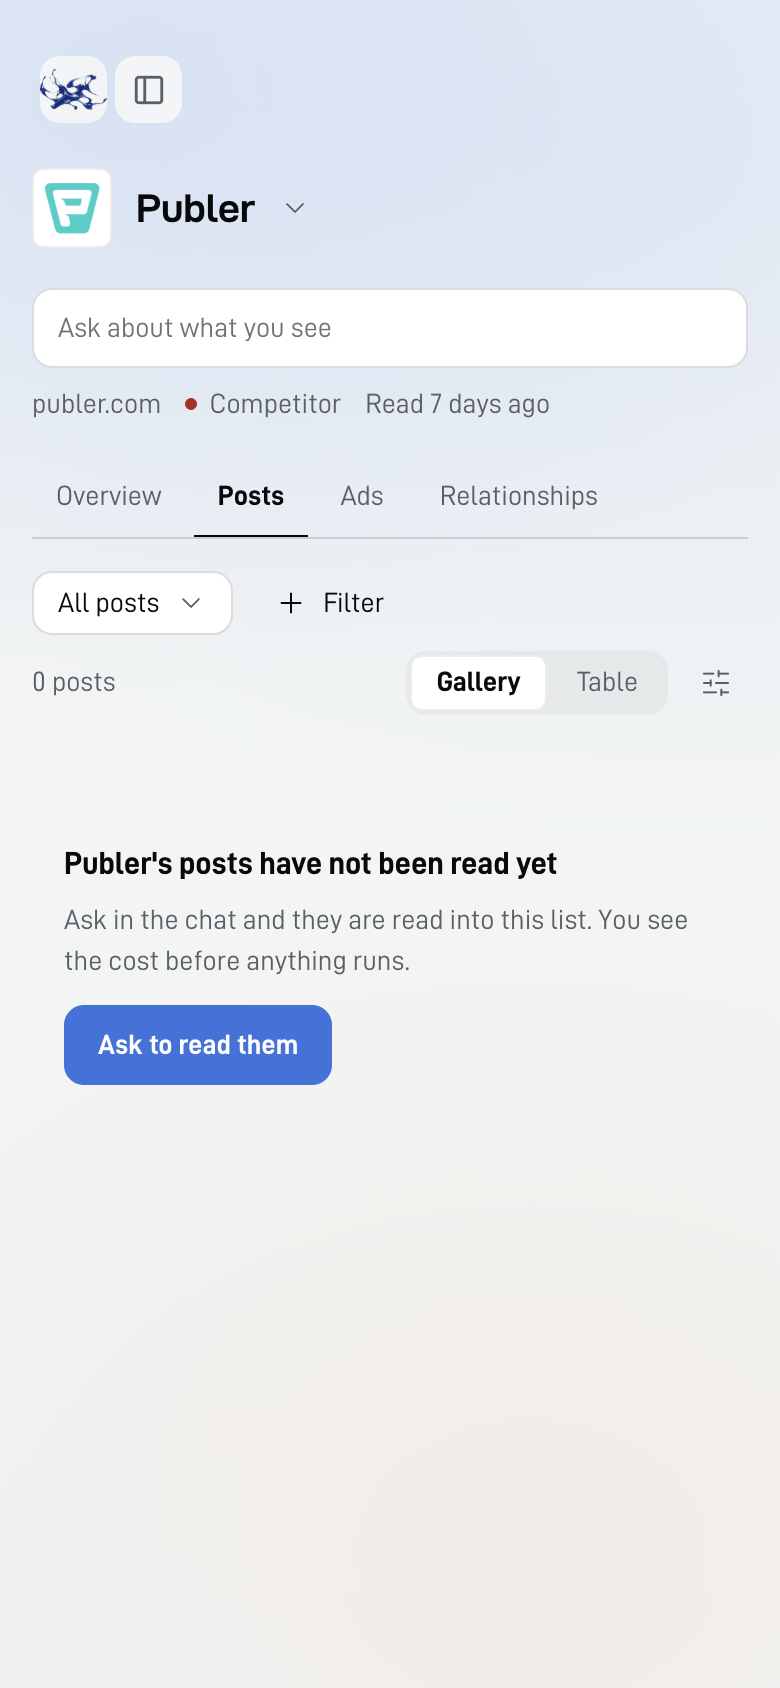 Publer
Ask about what you see
publer.com Competitor Read 7 days ago
Overview Posts Ads Relationships
All posts + Filter
0 posts Gallery Table
Publer's posts have not been read yet
Ask in the chat and they are read into this list. You see
the cost before anything runs.
Ask to read them